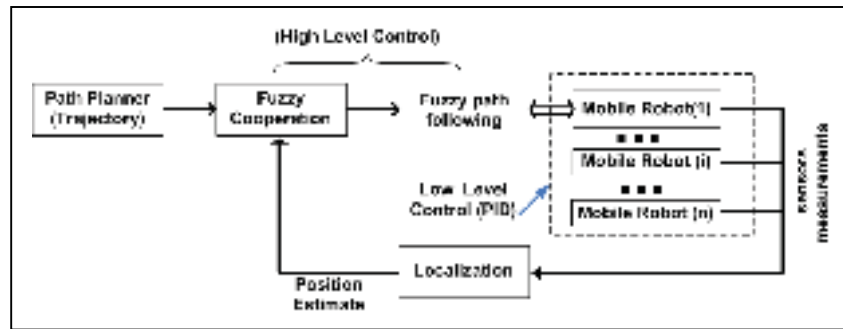 (High Level Control)
Path Planner
(Trajectory)
Fuzzy
Cooperation
Fuzzy path
following
Mobile Robot(1)
Mobile Robot (i)
Mobile Robot (n)
Low Level
Control (PID)
sensors
measurements
Localization
Position
Estimate